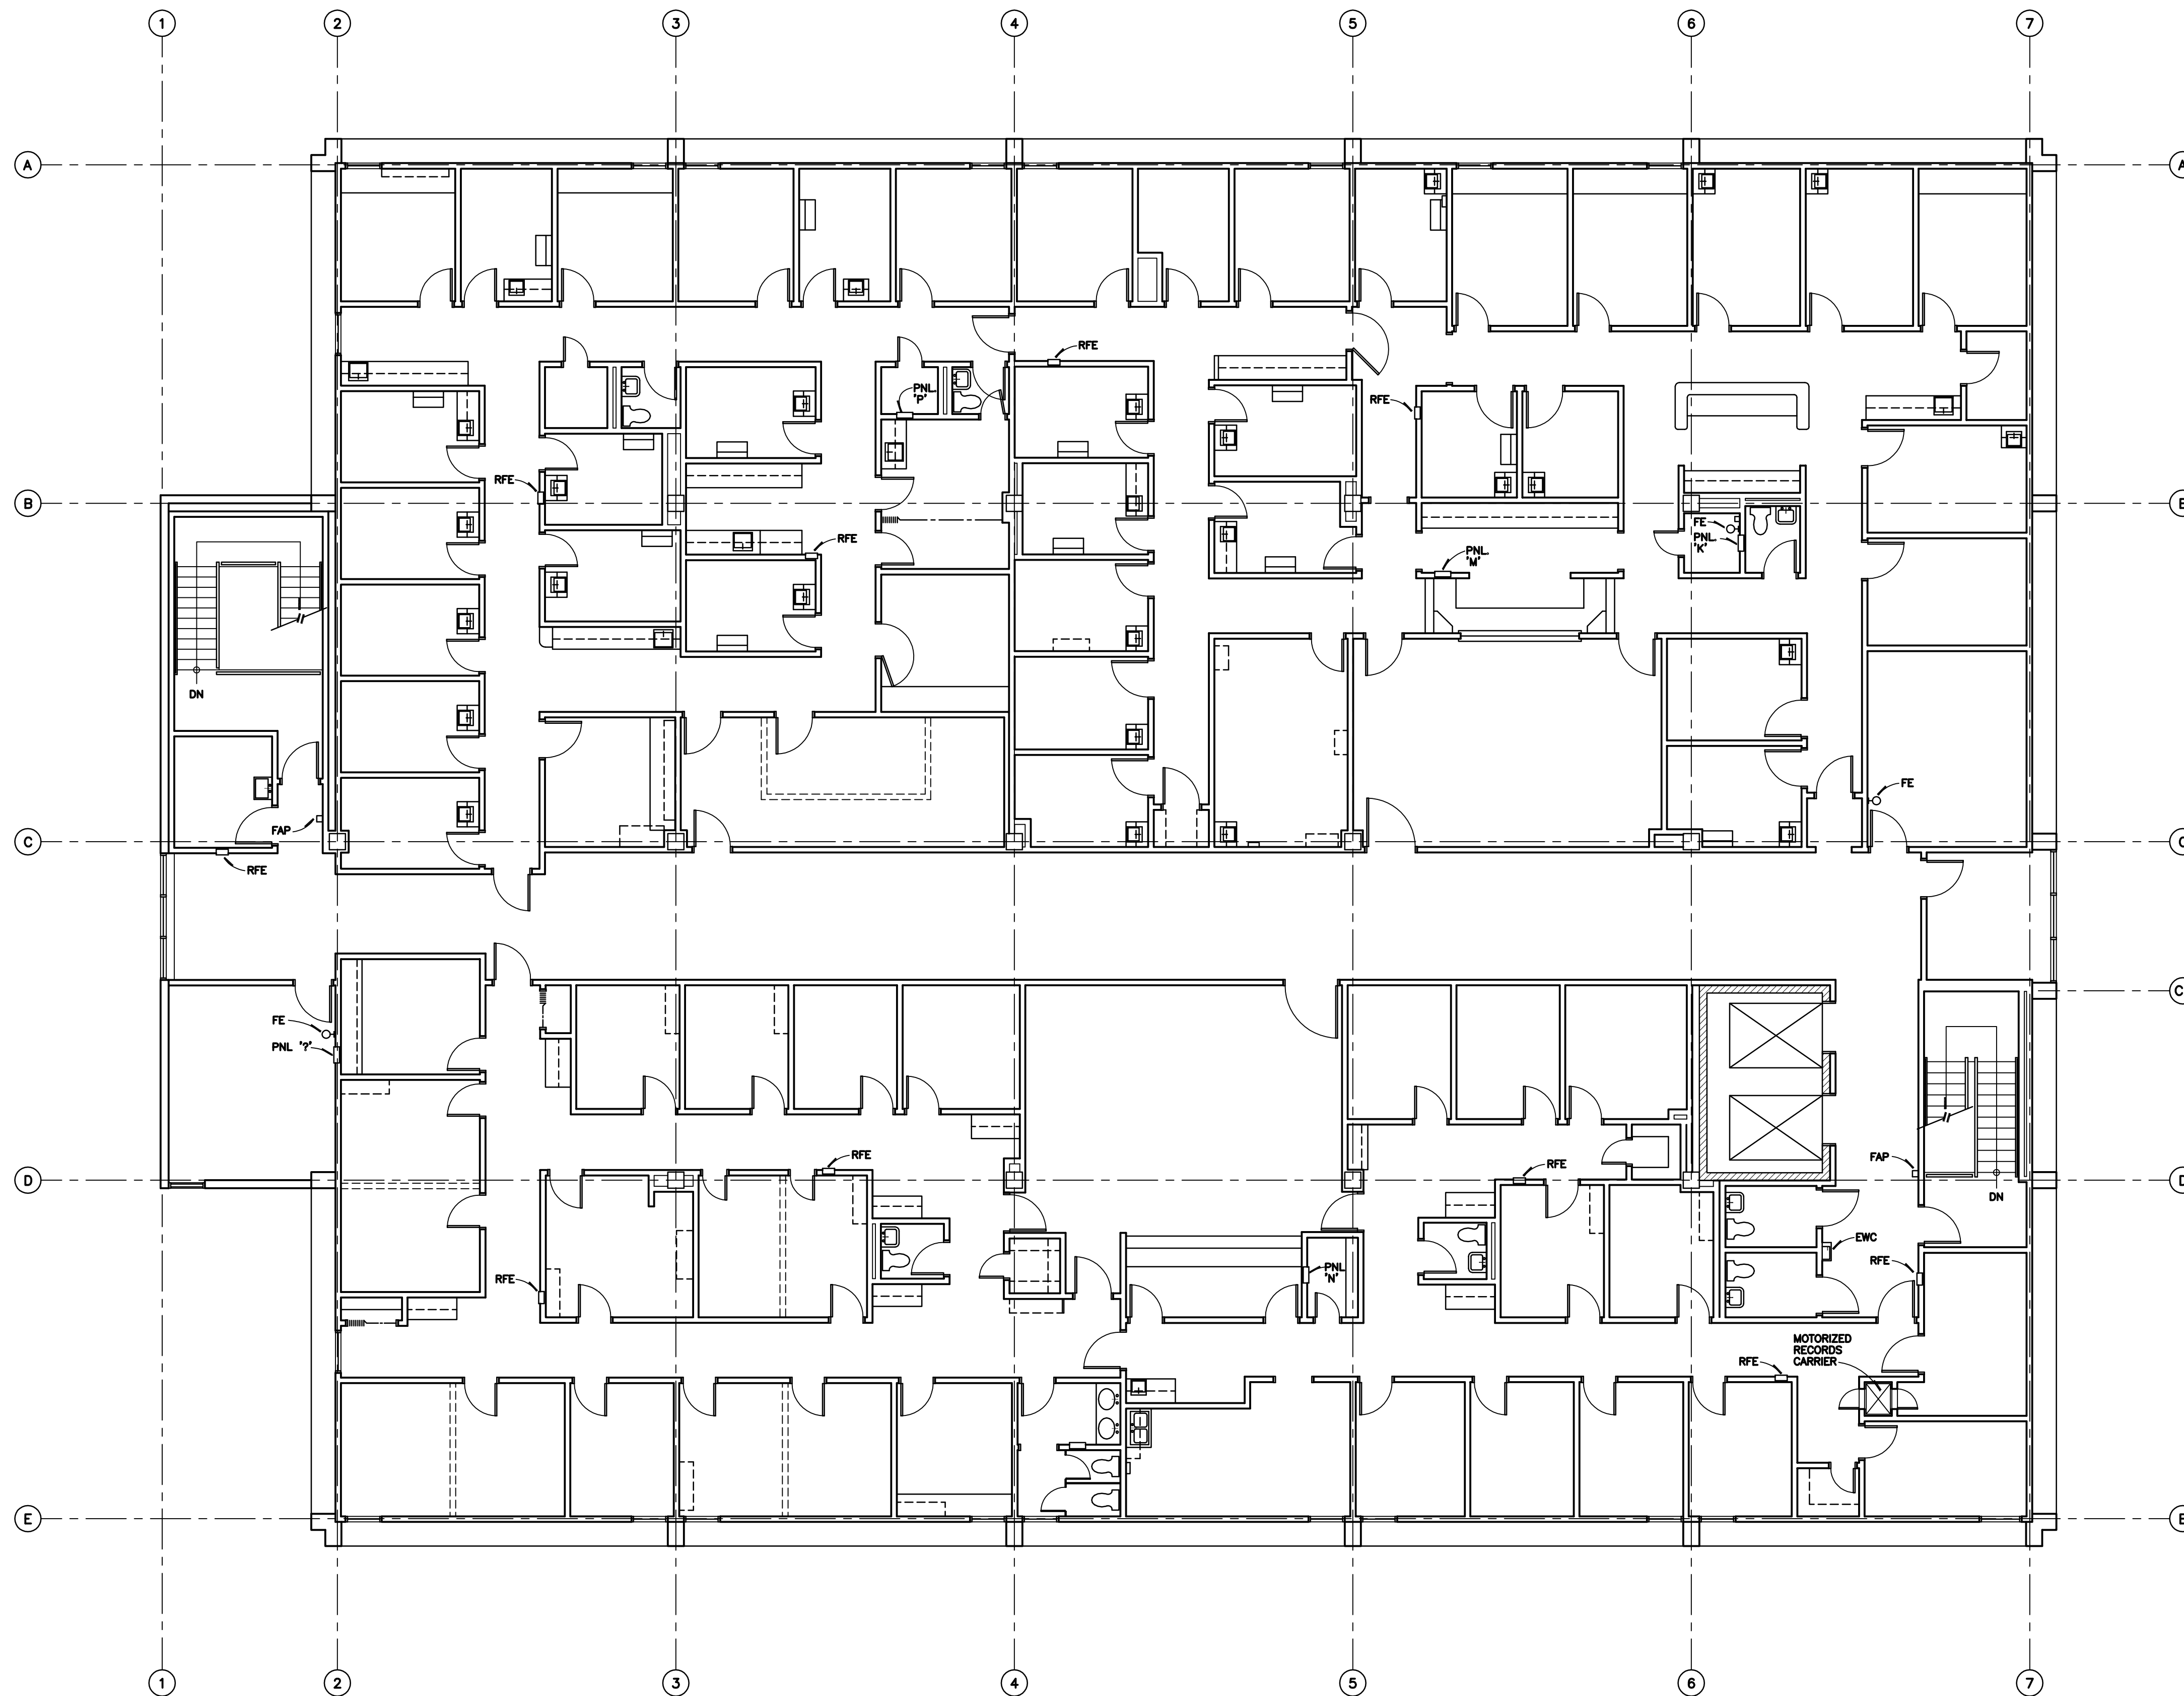 1 2 3 4 5 6 7
A A
RFE
PNL.
'P'
RFE
RFE
B B
FE
PNL.
'K'
RFE
PNL.
'M'
DN
FE
FAP
C C
RFE
C
FE
PNL '?'
RFE
FAP
RFE
D D
DN
EWC
RFE
PNL
'N'
RFE
MOTORIZED
RECORDS
CARRIER
RFE
E E
1 2 3 4 5 6 7